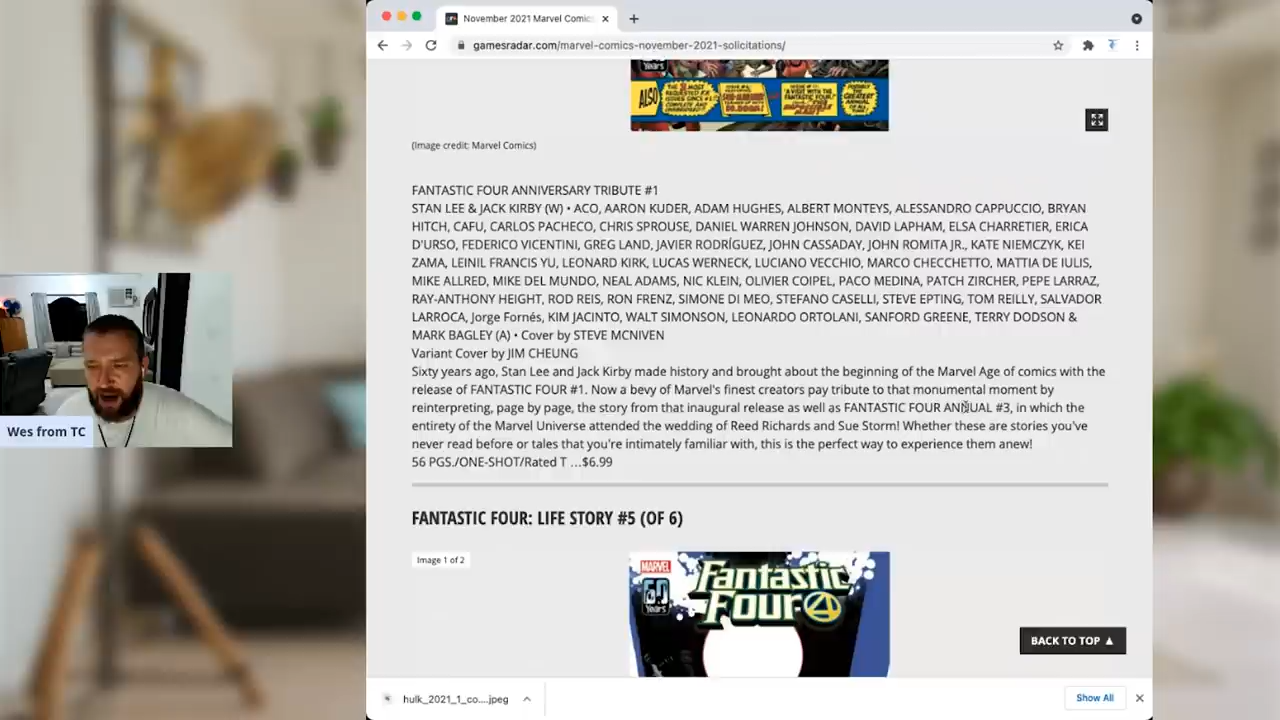 November 2021 Marvel Comic
gamesradar.com/marvel-comics-november-2021-solicitations/
ALSO
(Image credit: Marvel Comics)
FANTASTIC FOUR ANNIVERSARY TRIBUTE #1
STAN LEE & JACK KIRBY (W) • ACO, AARON KUDER, ADAM HUGHES, ALBERT MONTEYS, ALESSANDRO CAPPUCCIO, BRYAN
HITCH, CAFU, CARLOS PACHECO, CHRIS SPROUSE, DANIEL WARREN JOHNSON, DAVID LAPHAM, ELSA CHARRETIER, ERICA
D'URSO, FEDERICO VICENTINI, GREG LAND, JAVIER RODRÍGUEZ, JOHN CASSADAY, JOHN ROMITA JR., KATE NIEMCZYK, KEI
ZAMA, LEINIL FRANCIS YU, LEONARD KIRK, LUCAS WERNECK, LUCIANO VECCHIO, MARCO CHECCHETTO, MATTIA DE IULIS,
MIKE ALLRED, MIKE DEL MUNDO, NEAL ADAMS, NIC KLEIN, OLIVIER COIPEL, PACO MEDINA, PATCH ZIRCHER, PEPE LARRAZ,
RAY-ANTHONY HEIGHT, ROD REIS, RON FRENZ, SIMONE DI MEO, STEFANO CASELLI, STEVE EPTING, TOM REILLY, SALVADOR
LARROCA, Jorge Fornés, KIM JACINTO, WALT SIMONSON, LEONARDO ORTOLANI, SANFORD GREENE, TERRY DODSON &
MARK BAGLEY (A) • Cover by STEVE MCNIVEN
Variant Cover by JIM CHEUNG
Sixty years ago, Stan Lee and Jack Kirby made history and brought about the beginning of the Marvel Age of comics with the
release of FANTASTIC FOUR #1. Now a bevy of Marvel's finest creators pay tribute to that monumental moment by
reinterpreting, page by page, the story from that inaugural release as well as FANTASTIC FOUR ANNUAL #3, in which the
entirety of the Marvel Universe attended the wedding of Reed Richards and Sue Storm! Whether these are stories you've
never read before or tales that you're intimately familiar with, this is the perfect way to experience them anew!
56 PGS./ONE-SHOT/Rated T ...$6.99
FANTASTIC FOUR: LIFE STORY #5 (OF 6)
Image 1 of 2
MARVEL
60
Years
Fantastic
Four 4
BACK TO TOP ▲
hulk_2021_1_co....jpeg
Show All
Wes from TC